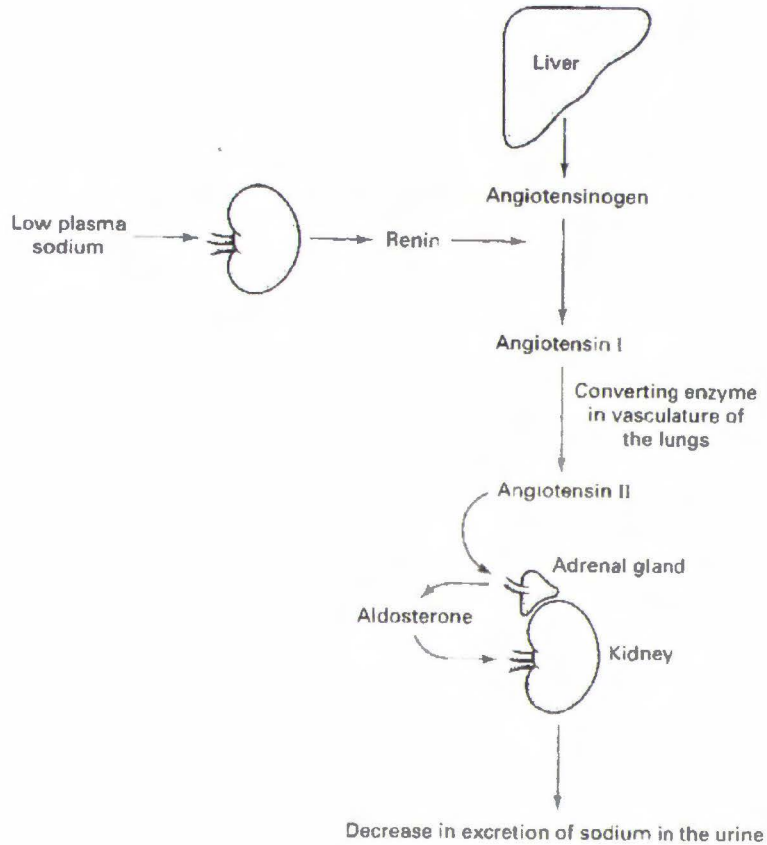 Liver
Angiotensinogen
Low plasma
sodium
Renin
Angiotensin I
Converting enzyme
in vasculature of
the lungs
Angiotensin II
Adrenal gland
Aldosterone
Kidney
Decrease in excretion of sodium in the urine